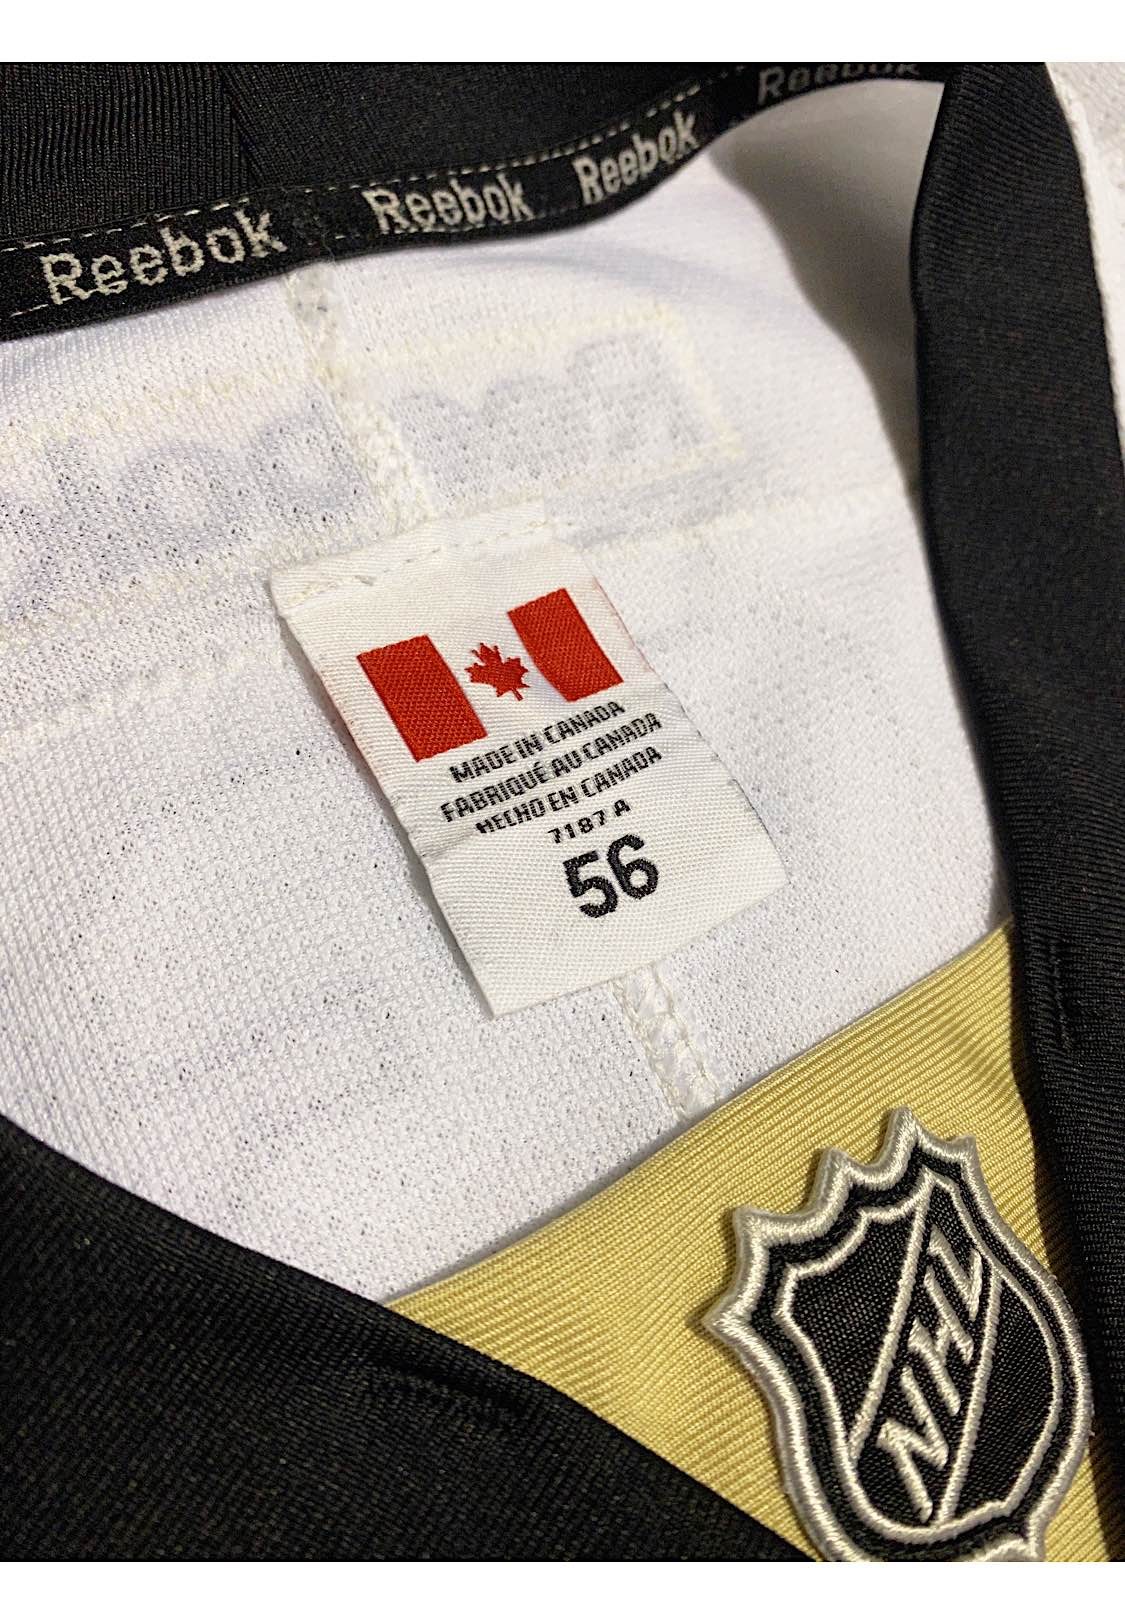 Reebok Reebok Reebok Reebok
MADE IN CANADA
FABRIQUÉ AU CANADA
HECHO EN CANADA
7187 A
56
NHL